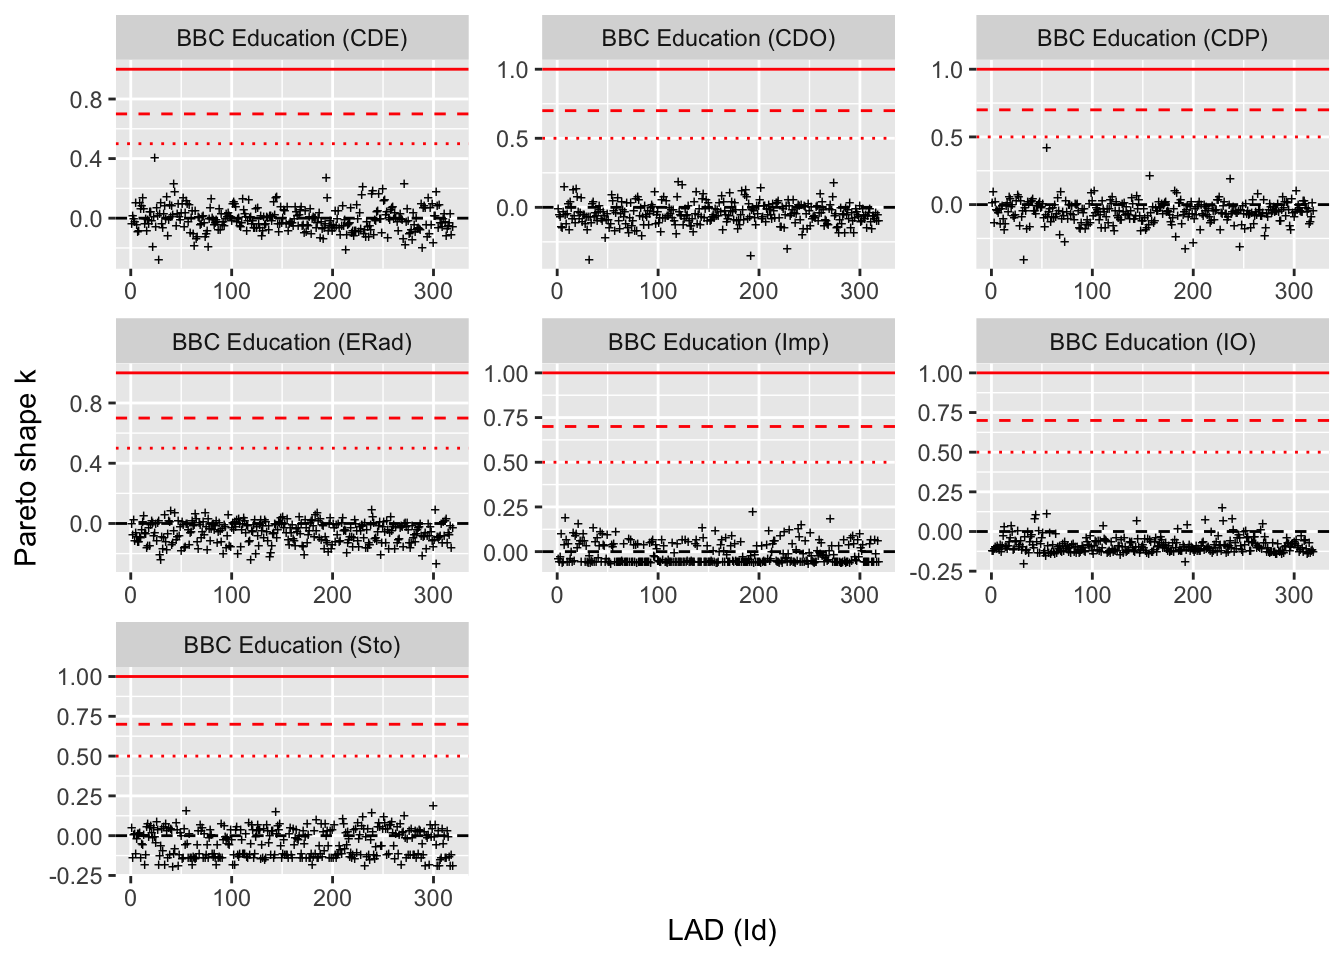 BBC Education (CDE)
BBC Education (CDO)
BBC Education (CDP)
0.8
0.4
0.0
1.0
0.5
0.0
1.0
0.5
0.0
0 100 200 300
0 100 200 300
0 100 200 300
BBC Education (ERad)
BBC Education (Imp)
BBC Education (IO)
Pareto shape k
0.8
0.4
0.0
1.00
0.75
0.50
0.25
0.00
1.00
0.75
0.50
0.25
0.00
-0.25
0 100 200 300
0 100 200 300
0 100 200 300
BBC Education (Sto)
1.00
0.75
0.50
0.25
0.00
-0.25
0 100 200 300
LAD (Id)